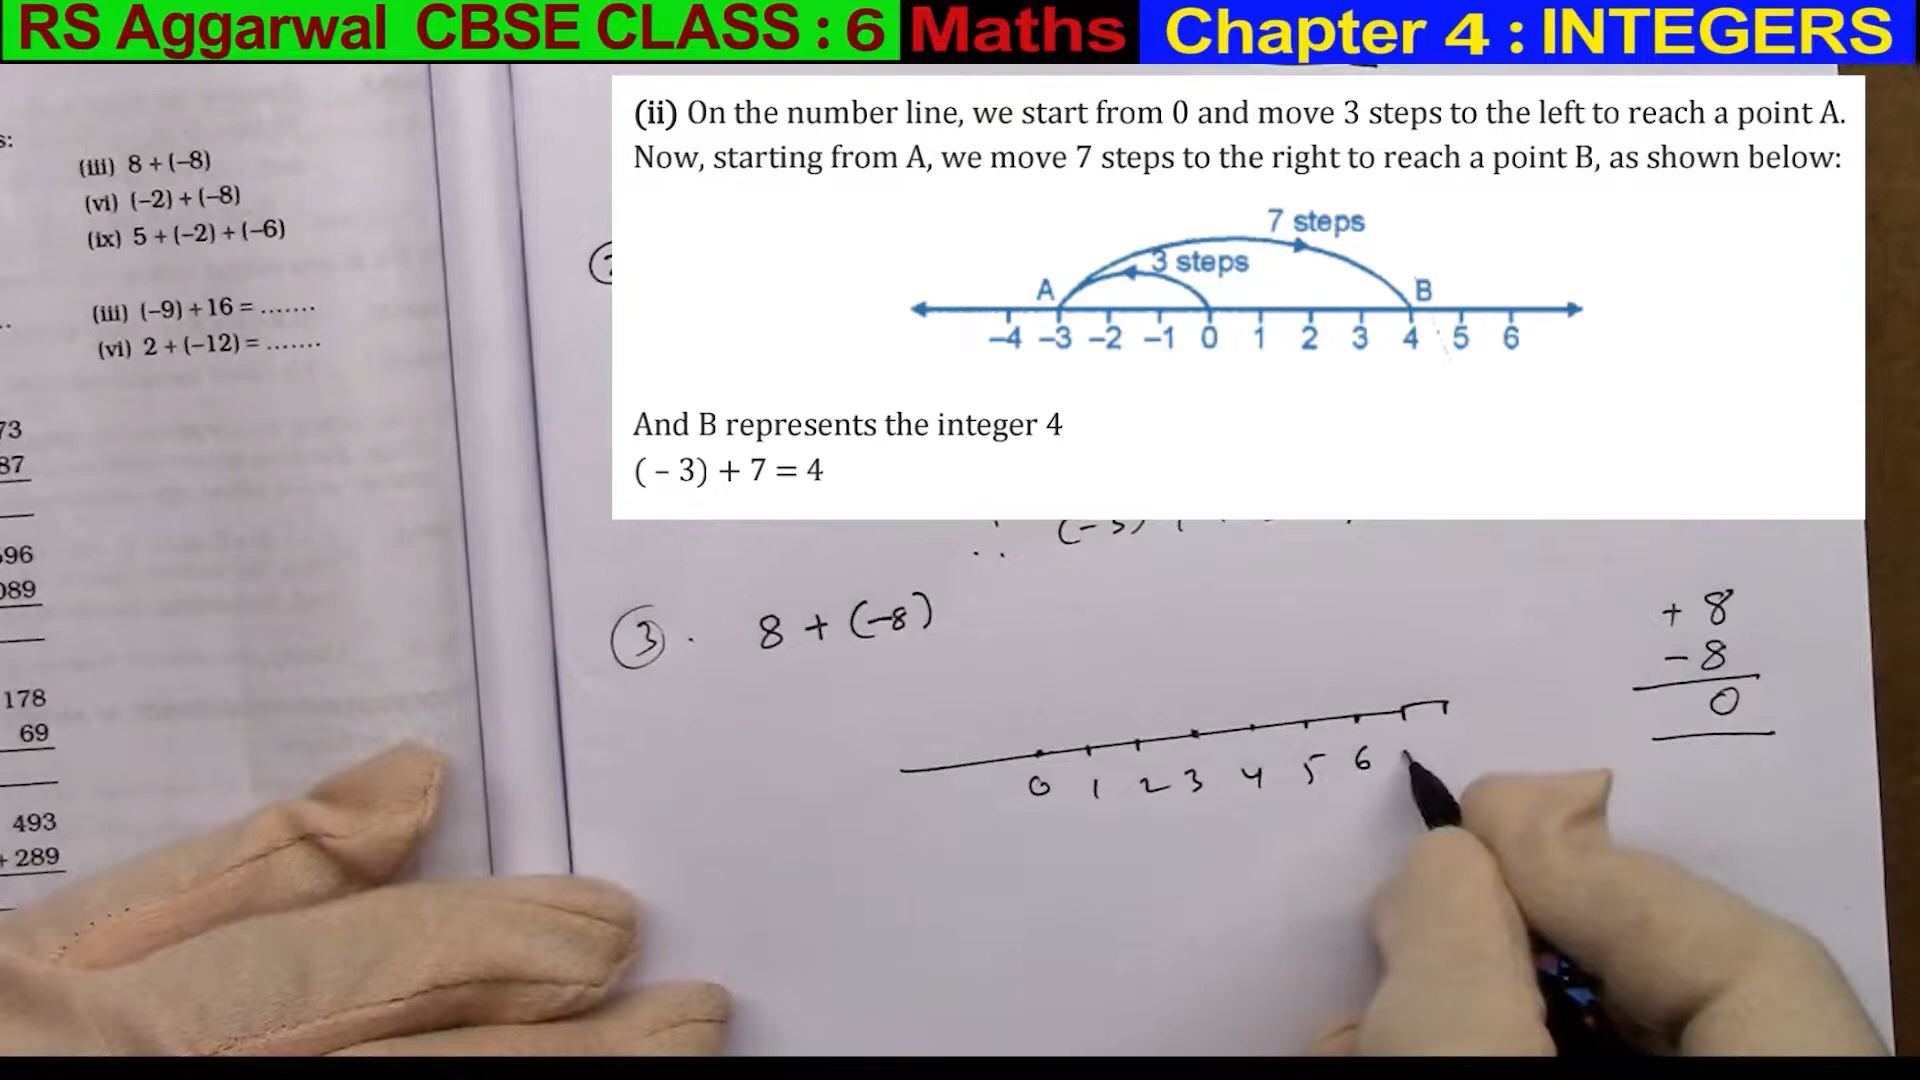 RS Aggarwal CBSE CLASS : 6 Maths Chapter 4 : INTEGERS
s:
(iii) 8 + (–8)
(vi) (–2) + (–8)
(ix) 5 + (–2) + (–6)
(iii) (–9) + 16 = .......
(vi) 2 + (–12) = .......
73
87
96
089
178
69
493
+ 289
(ii) On the number line, we start from 0 and move 3 steps to the left to reach a point A.
Now, starting from A, we move 7 steps to the right to reach a point B, as shown below:
7 steps
3 steps
A B
–4 –3 –2 –1 0 1 2 3 4 5 6
And B represents the integer 4
( – 3) + 7 = 4
3. 8 + (-8)
+ 8
- 8
0
0 1 2 3 4 5 6